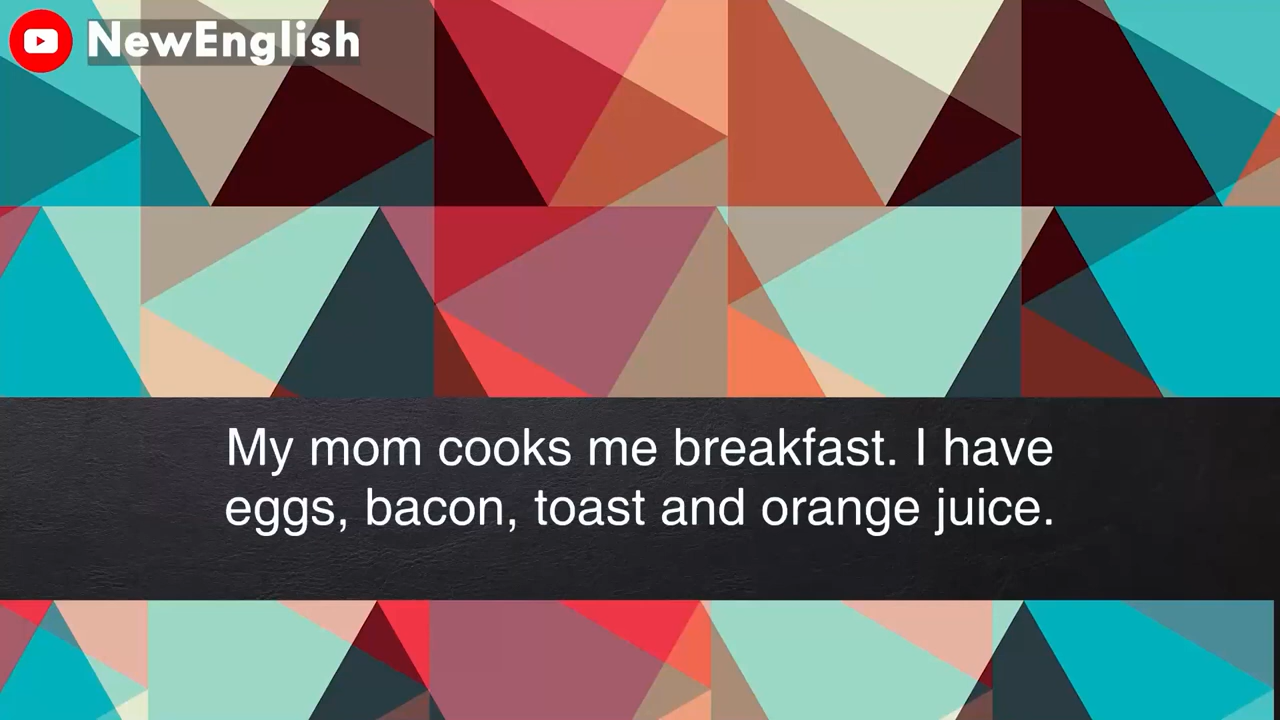 NewEnglish
My mom cooks me breakfast. I have
eggs, bacon, toast and orange juice.